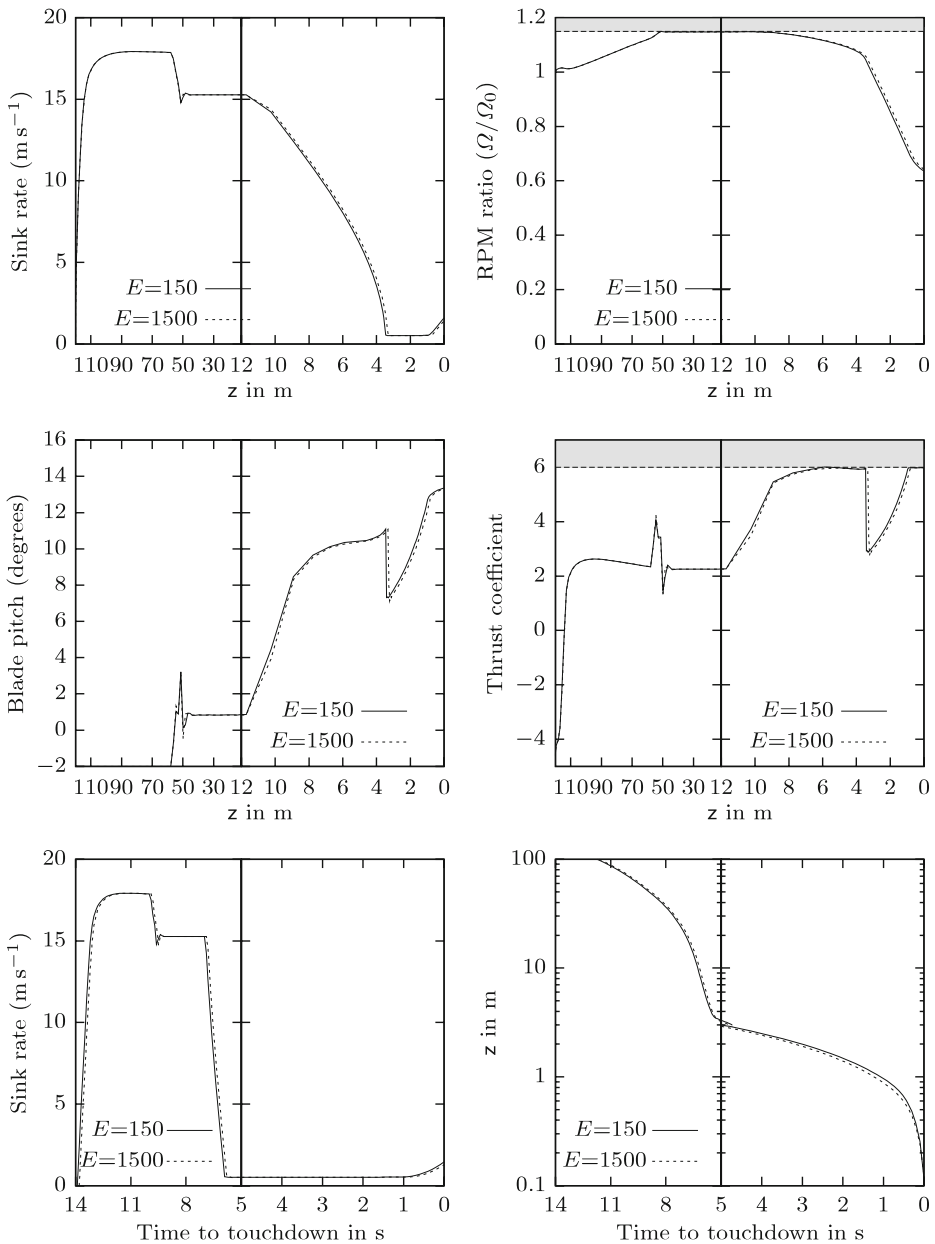 20
15
10
5
0
Sink rate (m s−1)
E=150
E=1500
11090 70 50 30 12 10 8 6 4 2 0
z in m
1.2
1
0.8
0.6
0.4
0.2
0
RPM ratio (Ω/Ω0)
E=150
E=1500
11090 70 50 30 12 10 8 6 4 2 0
z in m
16
14
12
10
8
6
4
2
0
−2
Blade pitch (degrees)
E=150
E=1500
11090 70 50 30 12 10 8 6 4 2 0
z in m
6
4
2
0
−2
−4
Thrust coefficient
E=150
E=1500
11090 70 50 30 12 10 8 6 4 2 0
z in m
20
15
10
5
0
Sink rate (m s−1)
E=150
E=1500
14 11 8 5 4 3 2 1 0
Time to touchdown in s
100
10
1
0.1
z in m
E=150
E=1500
14 11 8 5 4 3 2 1 0
Time to touchdown in s